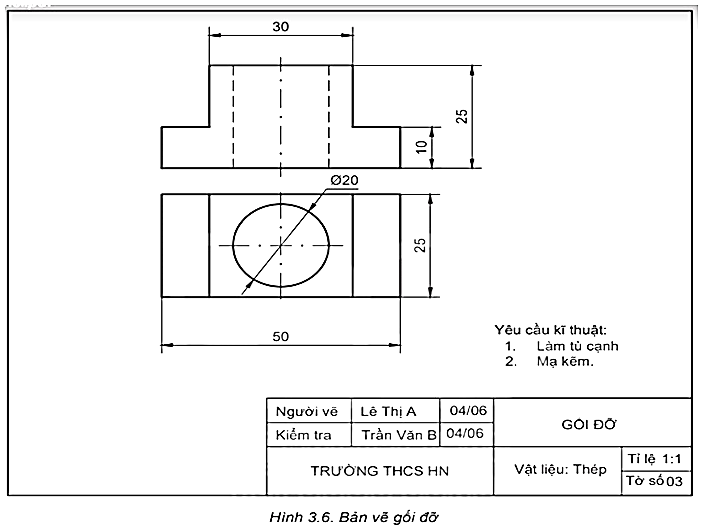 30
25
10
Ø20
25
50
Yêu cầu kĩ thuật:
1. Làm tù cạnh
2. Mạ kẽm.
Người vẽ Lê Thị A 04/06
Kiểm tra Trần Văn B 04/06
GỐI ĐỠ
TRƯỜNG THCS HN
Vật liệu: Thép
Tỉ lệ 1:1
Tờ số 03
Hình 3.6. Bản vẽ gối đỡ